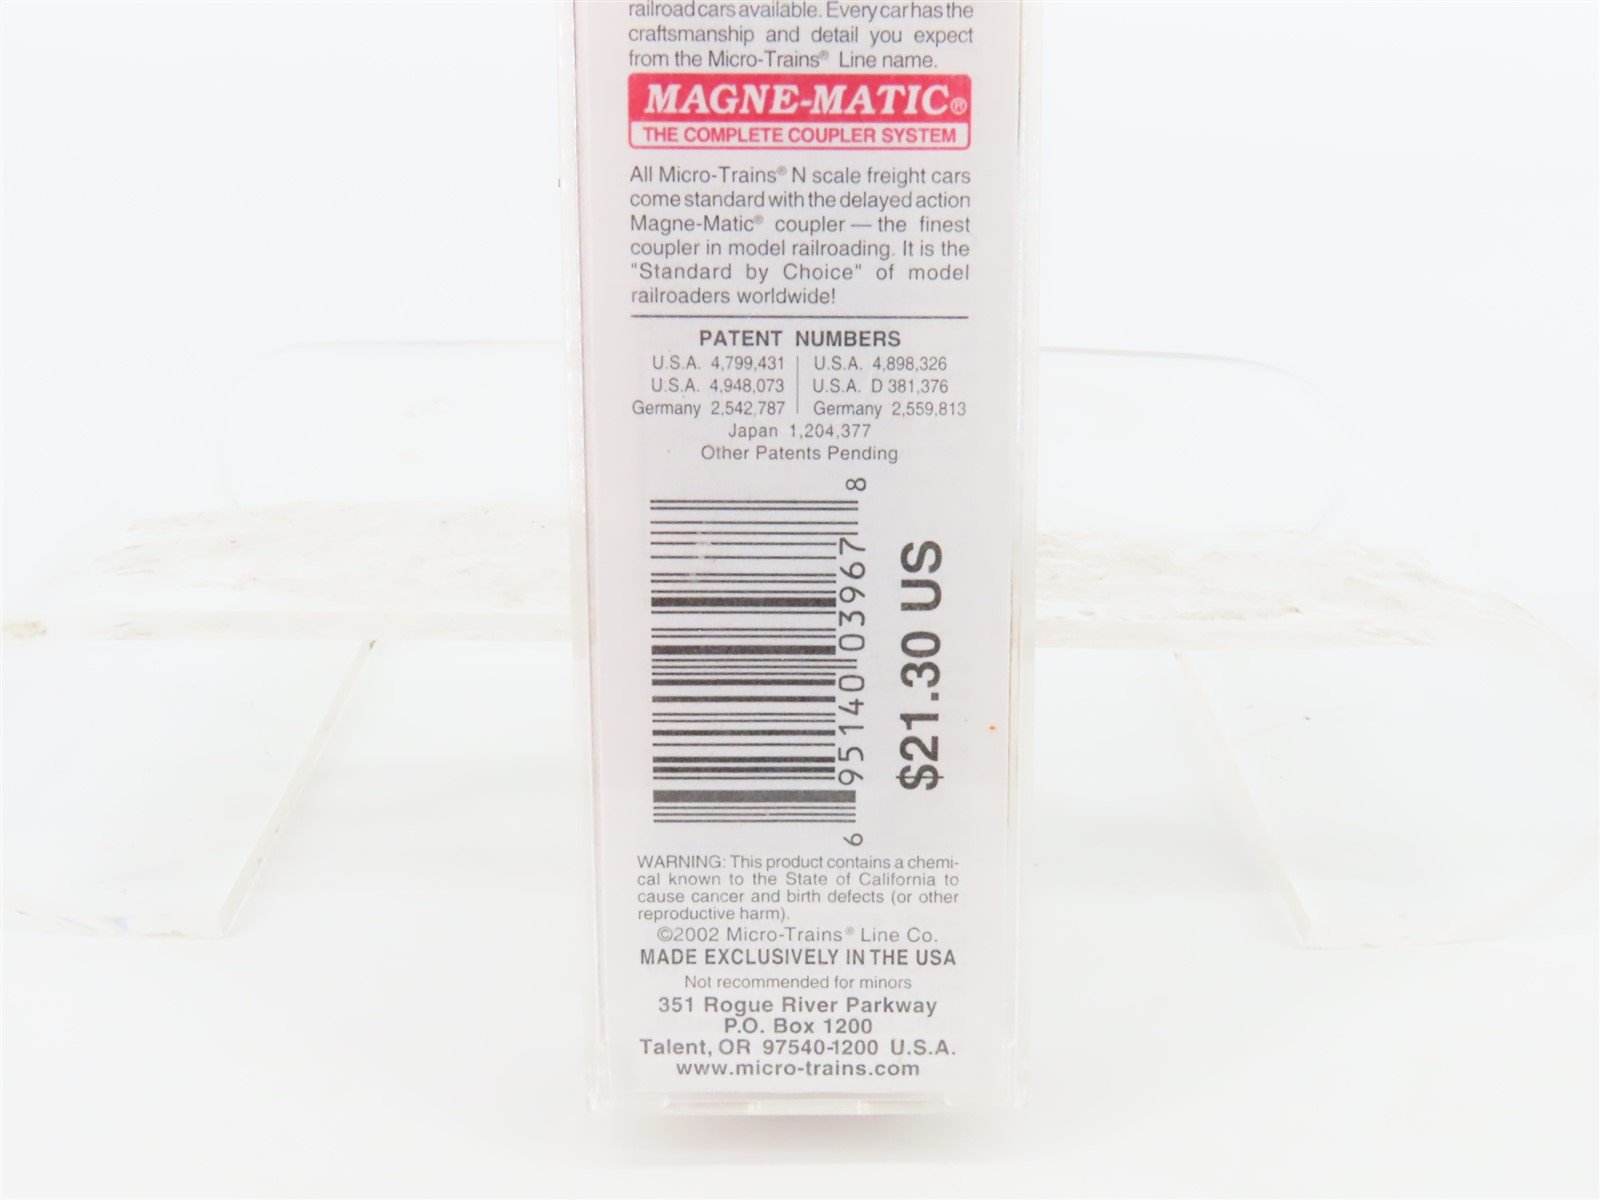 railroad cars available. Every car has the
craftsmanship and detail you expect
from the Micro-Trains® Line name.
MAGNE-MATIC®
THE COMPLETE COUPLER SYSTEM
All Micro-Trains® N scale freight cars
come standard with the delayed action
Magne-Matic® coupler — the finest
coupler in model railroading. It is the
"Standard by Choice" of model
railroaders worldwide!
PATENT NUMBERS
U.S.A. 4,799,431 | U.S.A. 4,898,326
U.S.A. 4,948,073 | U.S.A. D 381,376
Germany 2,542,787 | Germany 2,559,813
Japan 1,204,377
Other Patents Pending
6 95140 03967 8
$21.30 US
WARNING: This product contains a chemi-
cal known to the State of California to
cause cancer and birth defects (or other
reproductive harm).
©2002 Micro-Trains® Line Co.
MADE EXCLUSIVELY IN THE USA
Not recommended for minors
351 Rogue River Parkway
P.O. Box 1200
Talent, OR 97540-1200 U.S.A.
www.micro-trains.com